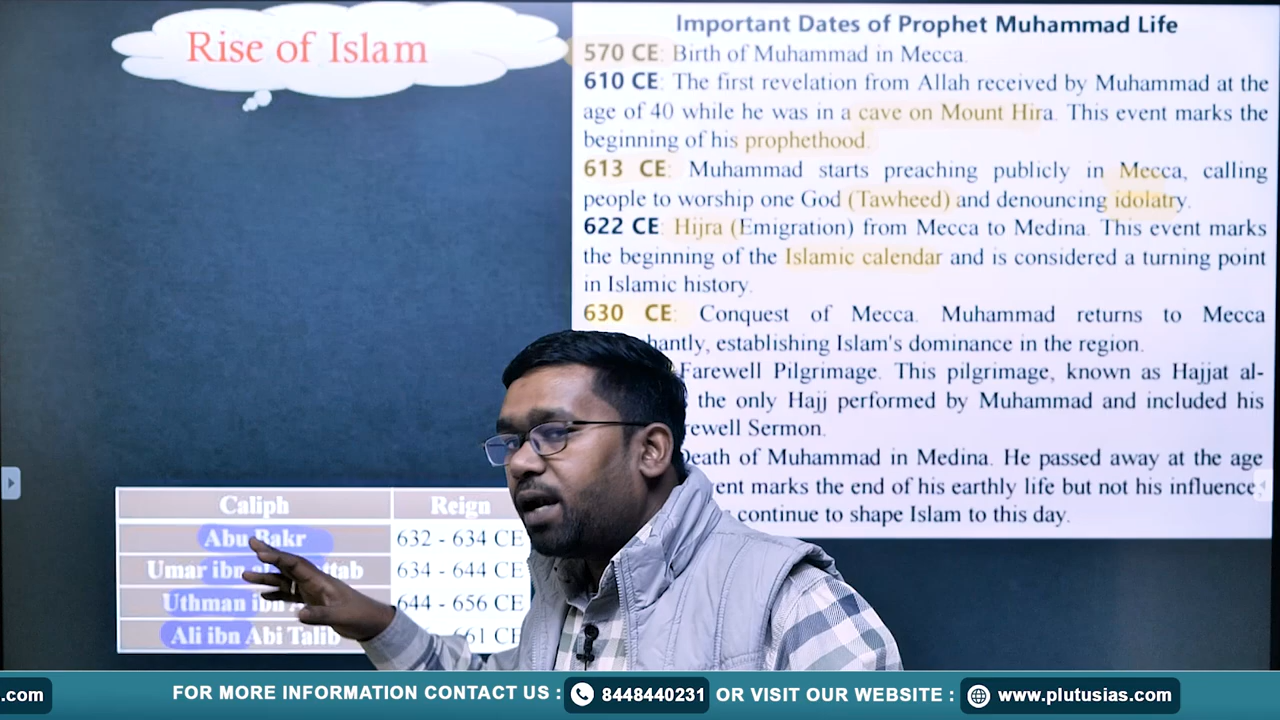 Rise of Islam
Important Dates of Prophet Muhammad Life
570 CE: Birth of Muhammad in Mecca.
610 CE: The first revelation from Allah received by Muhammad at the
age of 40 while he was in a cave on Mount Hira. This event marks the
beginning of his prophethood.
613 CE: Muhammad starts preaching publicly in Mecca, calling
people to worship one God (Tawheed) and denouncing idolatry.
622 CE: Hijra (Emigration) from Mecca to Medina. This event marks
the beginning of the Islamic calendar and is considered a turning point
in Islamic history.
630 CE: Conquest of Mecca. Muhammad returns to Mecca
establishing Islam's dominance in the region.
Farewell Pilgrimage. This pilgrimage, known as Hajjat al-
the only Hajj performed by Muhammad and included his
Sermon.
Death of Muhammad in Medina. He passed away at the age
marks the end of his earthly life but not his influence
continue to shape Islam to this day.
Caliph Reign
Abu Bakr 632 - 634 CE
Umar ibn 634 - 644 CE
Uthman ibn 644 - 656 CE
Ali ibn Abi Talib CE
.com FOR MORE INFORMATION CONTACT US : 8448440231 OR VISIT OUR WEBSITE : www.plutusias.com